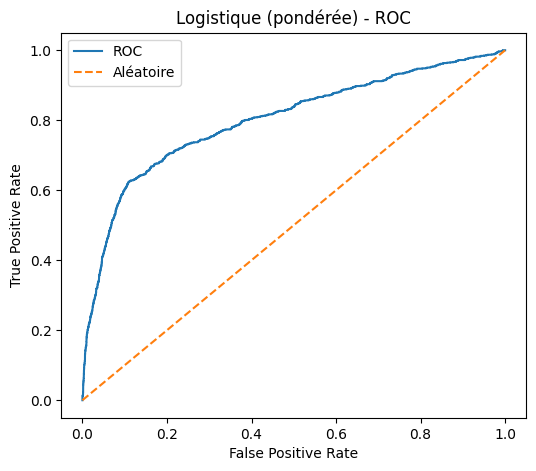 Logistique (pondérée) - ROC
ROC
Aléatoire
True Positive Rate
1.0
0.8
0.6
0.4
0.2
0.0
0.0 0.2 0.4 0.6 0.8 1.0
False Positive Rate